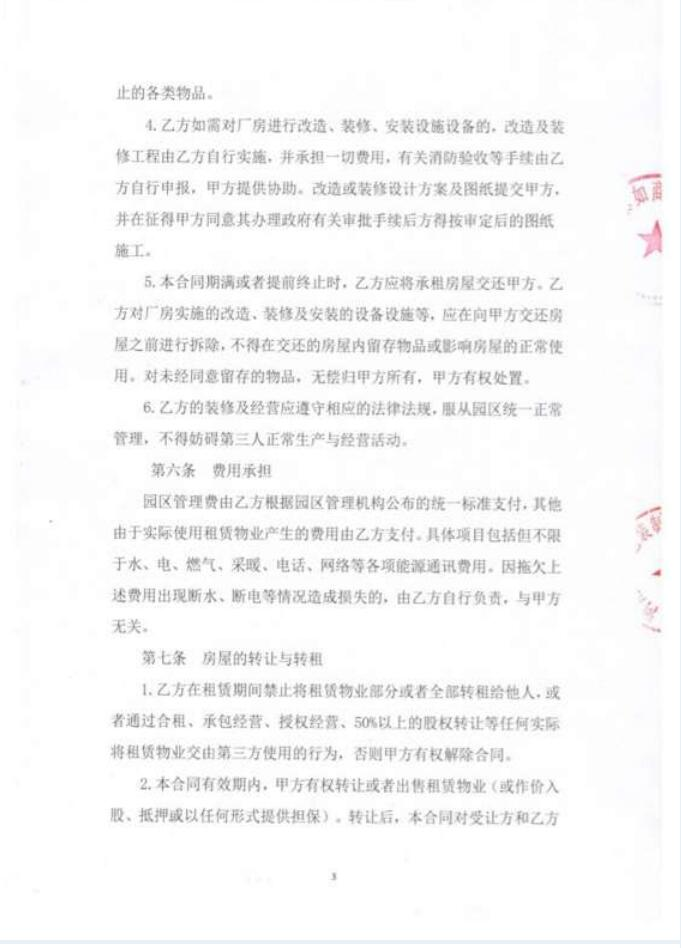 止的各类物品。
4.乙方如需对厂房进行改造、装修、安装设施设备的，改造及装
修工程由乙方自行实施，并承担一切费用，有关消防验收等手续由乙
方自行申报，甲方提供协助。改造或装修设计方案及图纸提交甲方，
并在征得甲方同意其办理政府有关审批手续后方得按审定后的图纸
施工。
5.本合同期满或者提前终止时，乙方应将承租房屋交还甲方。乙
方对厂房实施的改造、装修及安装的设备设施等，应在向甲方交还房
屋之前进行拆除，不得在交还的房屋内留存物品或影响房屋的正常使
用。对未经同意留存的物品，无偿归甲方所有，甲方有权处置。
6.乙方的装修及经营应遵守相应的法律法规，服从园区统一正常
管理，不得妨碍第三人正常生产与经营活动。
第六条 费用承担
园区管理费由乙方根据园区管理机构公布的统一标准支付，其他
由于实际使用租赁物业产生的费用由乙方支付。具体项目包括但不限
于水、电、燃气、采暖、电话、网络等各项能源通讯费用。因拖欠上
述费用出现断水、断电等情况造成损失的，由乙方自行负责，与甲方
无关。
第七条 房屋的转让与转租
1.乙方在租赁期间禁止将租赁物业部分或者全部转租给他人，或
者通过合租、承包经营、授权经营、50%以上的股权转让等任何实际
将租赁物业交由第三方使用的行为，否则甲方有权解除合同。
2.本合同有效期内，甲方有权转让或者出售租赁物业（或作价入
股、抵押或以任何形式提供担保）。转让后，本合同对受让方和乙方
3